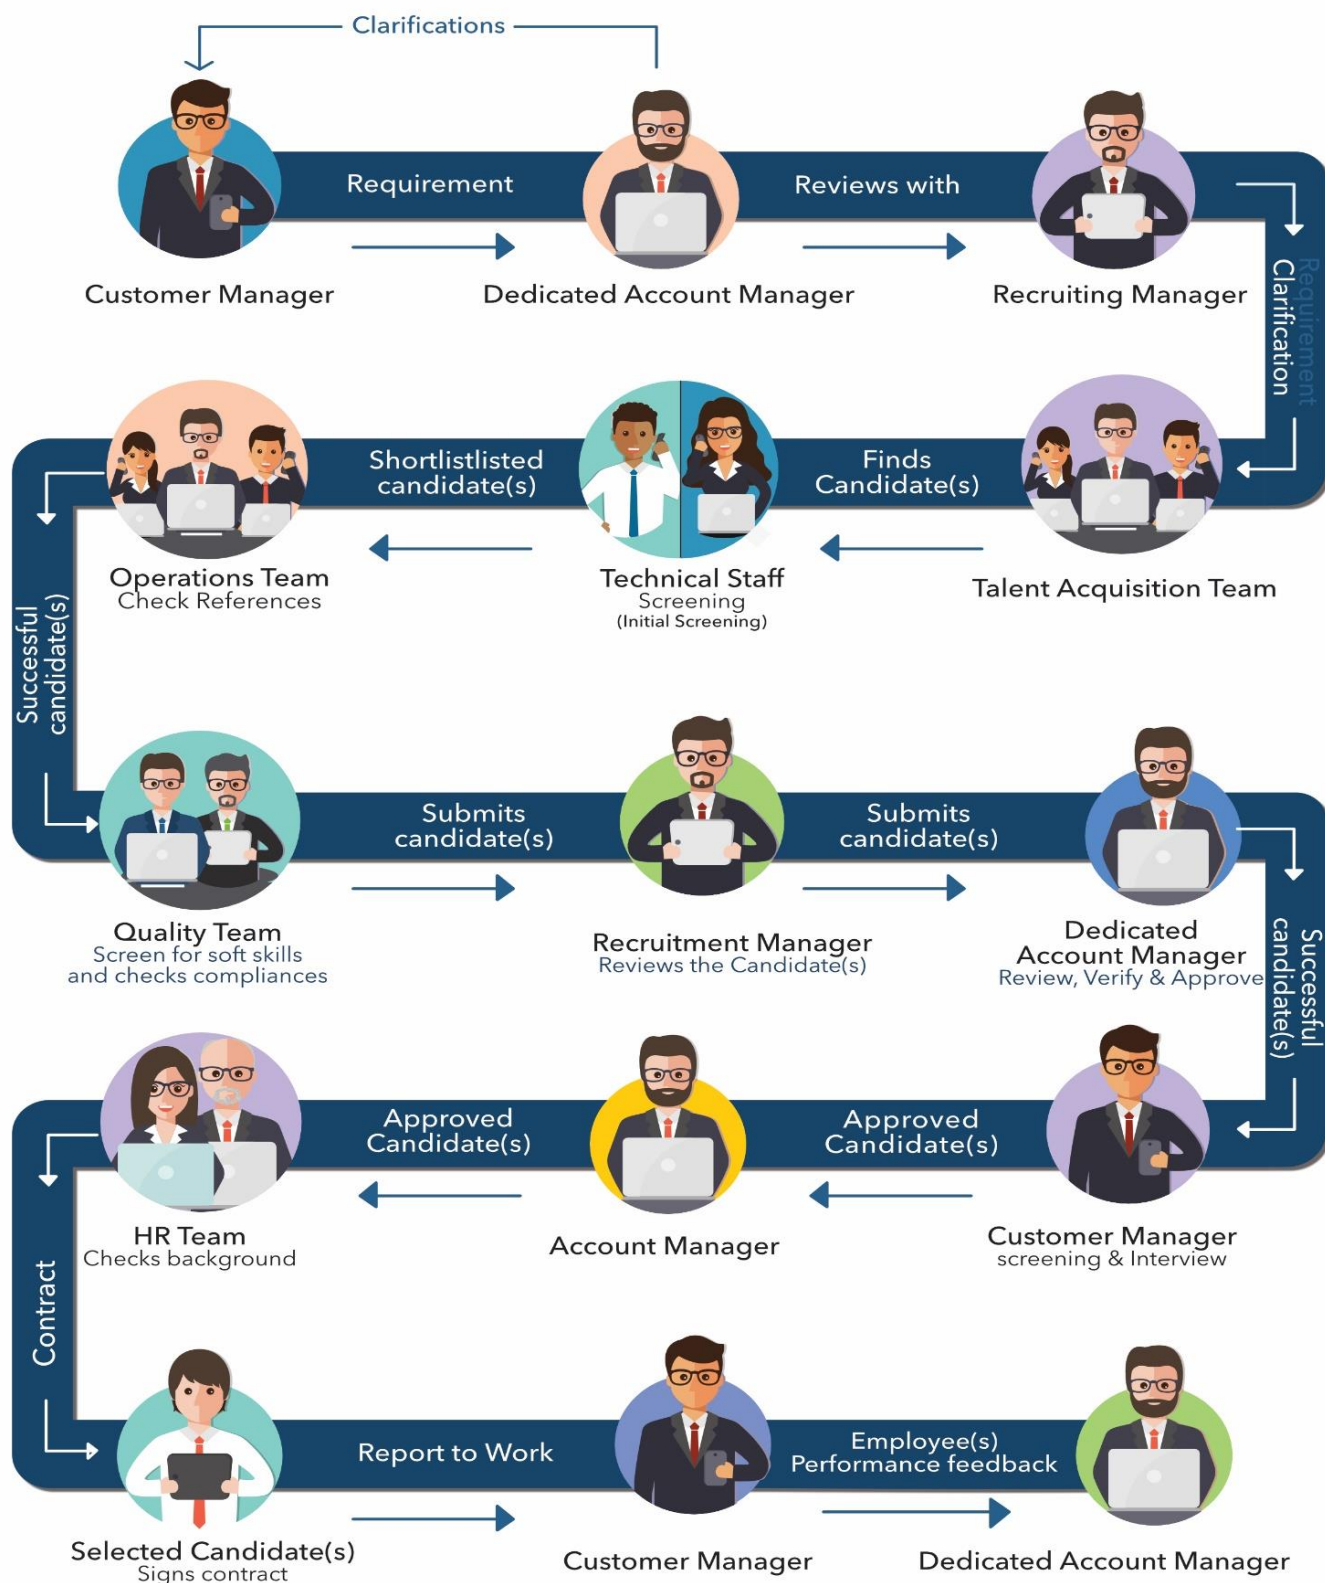 Clarifications
Requirement
Reviews with
Customer Manager
Dedicated Account Manager
Recruiting Manager
Requirement
Clarification
Finds
Candidate(s)
Shortlistlisted
candidate(s)
Talent Acquisition Team
Technical Staff
Screening
(Initial Screening)
Operations Team
Check References
Successful
candidate(s)
Submits
candidate(s)
Submits
candidate(s)
Quality Team
Screen for soft skills
and checks compliances
Recruitment Manager
Reviews the Candidate(s)
Dedicated
Account Manager
Review, Verify & Approve
Successful
candidate(s)
Approved
Candidate(s)
Approved
Candidate(s)
Customer Manager
screening & Interview
Account Manager
HR Team
Checks background
Contract
Report to Work
Employee(s)
Performance feedback
Selected Candidate(s)
Signs contract
Customer Manager
Dedicated Account Manager